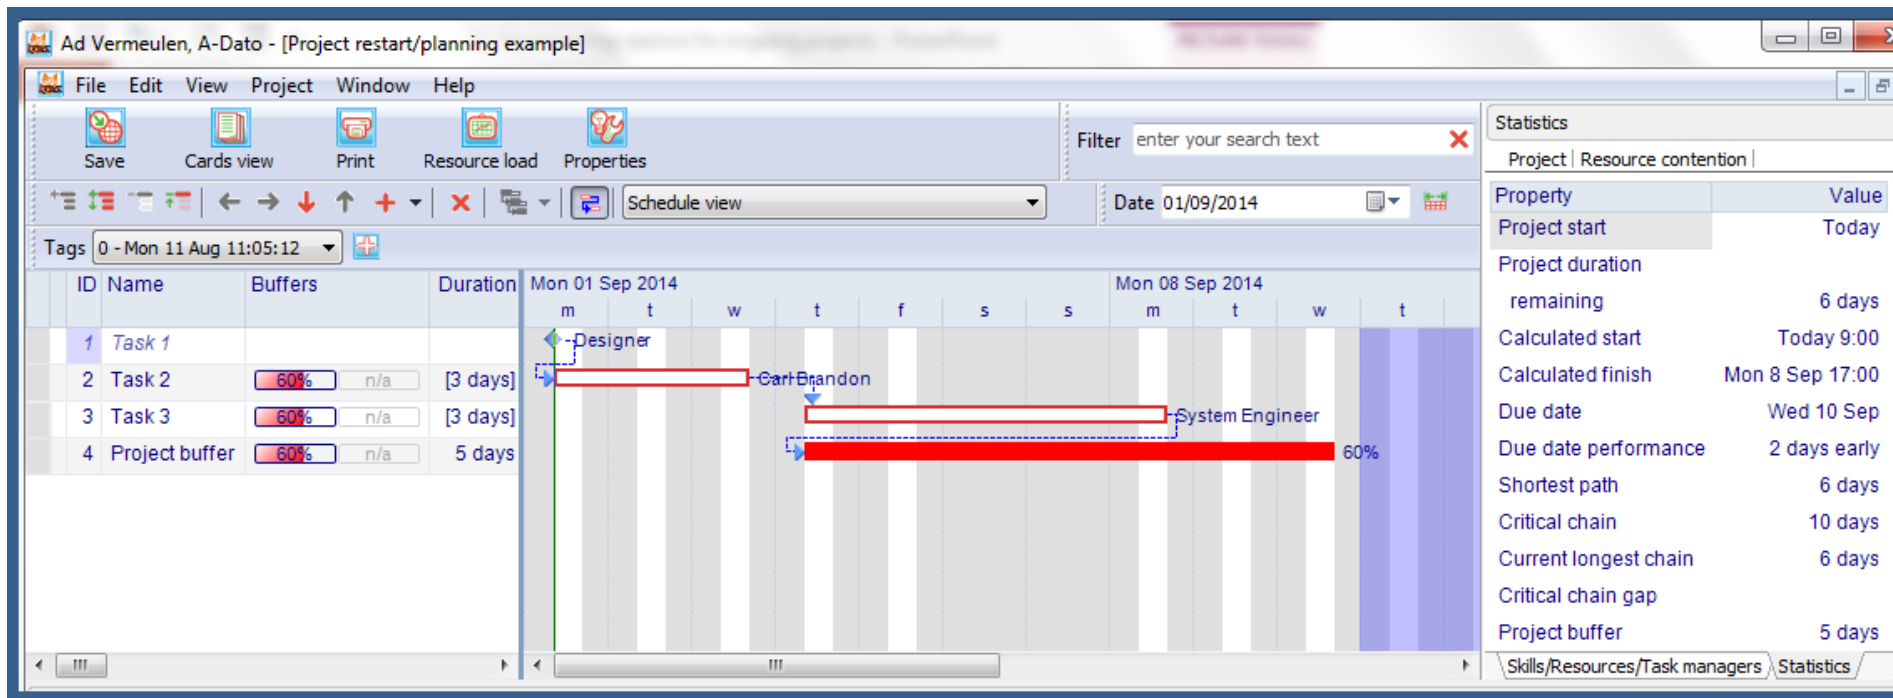 Ad Vermeulen, A-Dato - [Project restart/planning example]
File Edit View Project Window Help
Save Cards view Print Resource load Properties
Filter enter your search text
Schedule view
Date 01/09/2014
Tags 0 - Mon 11 Aug 11:05:12
ID Name Buffers Duration
Mon 01 Sep 2014 Mon 08 Sep 2014
m t w t f s s m t w t
1 Task 1
Designer
2 Task 2 60% n/a [3 days]
Carl Brandon
3 Task 3 60% n/a [3 days]
System Engineer
4 Project buffer 60% n/a 5 days
60%
Statistics
Project Resource contention
Property Value
Project start Today
Project duration
remaining 6 days
Calculated start Today 9:00
Calculated finish Mon 8 Sep 17:00
Due date Wed 10 Sep
Due date performance 2 days early
Shortest path 6 days
Critical chain 10 days
Current longest chain 6 days
Critical chain gap
Project buffer 5 days
Skills/Resources/Task managers Statistics